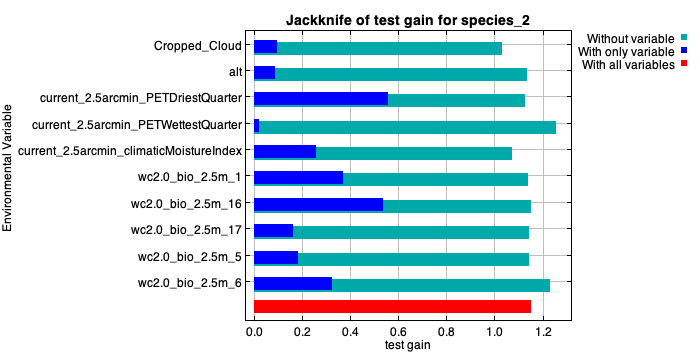 Jackknife of test gain for species_2
Without variable
With only variable
With all variables
Environmental Variable
Cropped_Cloud
alt
current_2.5arcmin_PETDriestQuarter
current_2.5arcmin_PETWettestQuarter
current_2.5arcmin_climaticMoistureIndex
wc2.0_bio_2.5m_1
wc2.0_bio_2.5m_16
wc2.0_bio_2.5m_17
wc2.0_bio_2.5m_5
wc2.0_bio_2.5m_6
0.0 0.2 0.4 0.6 0.8 1.0 1.2
test gain